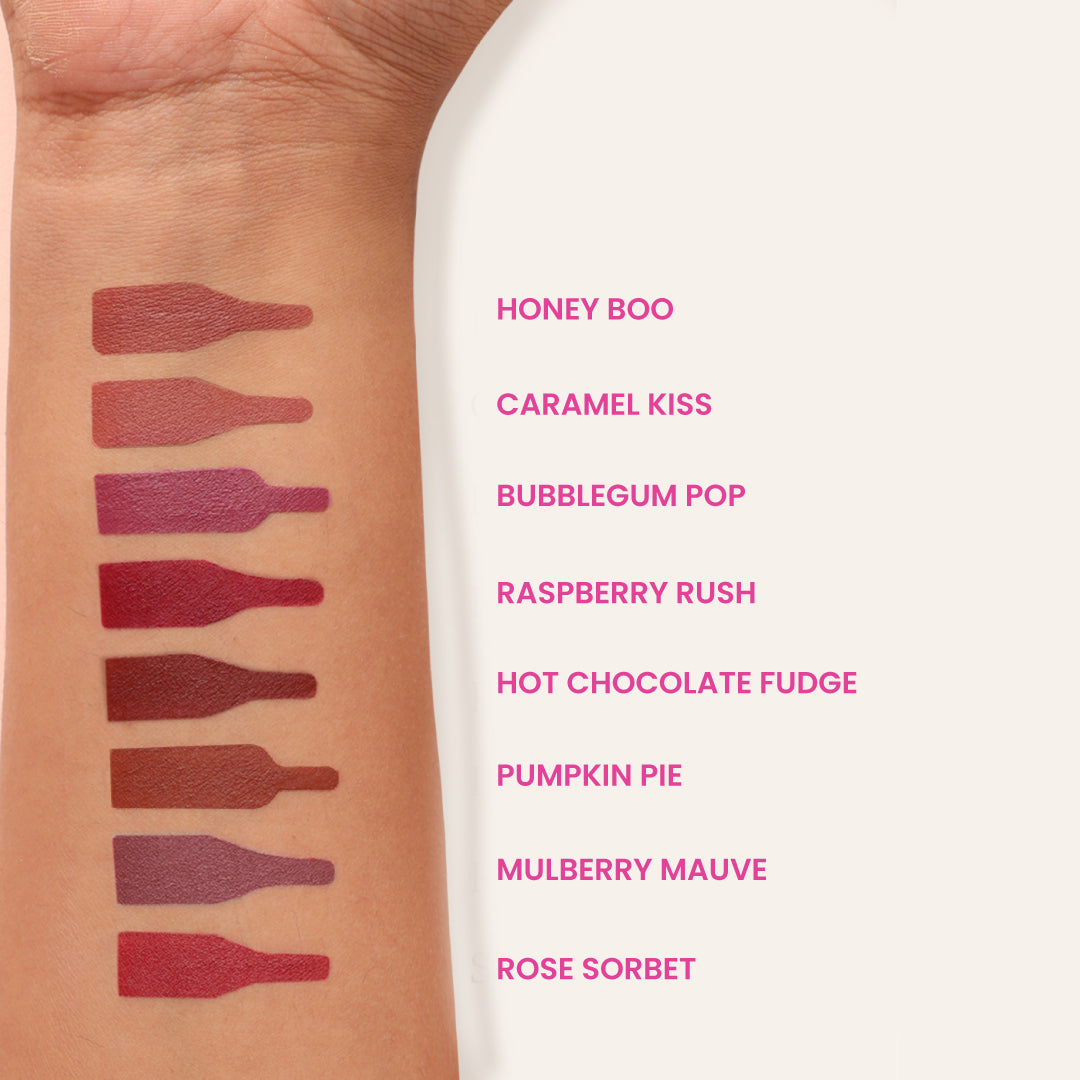 HONEY BOO
CARAMEL KISS
BUBBLEGUM POP
RASPBERRY RUSH
HOT CHOCOLATE FUDGE
PUMPKIN PIE
MULBERRY MAUVE
ROSE SORBET